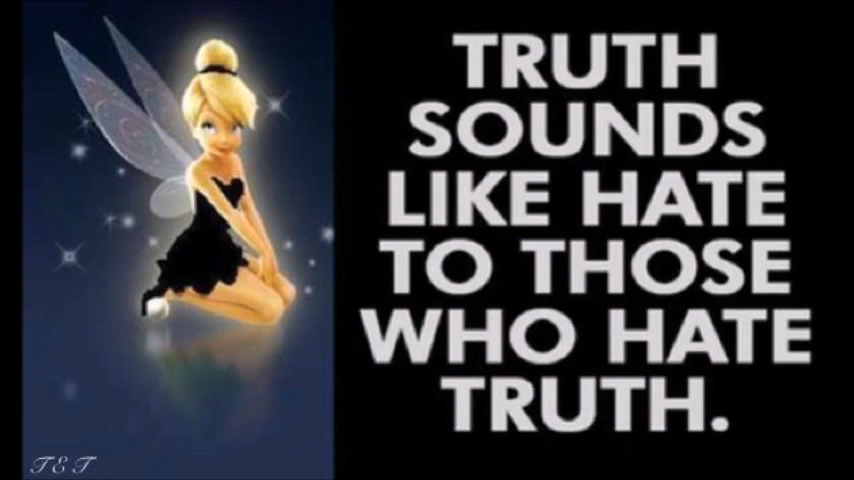 TRUTH
SOUNDS
LIKE HATE
TO THOSE
WHO HATE
TRUTH.
T&T